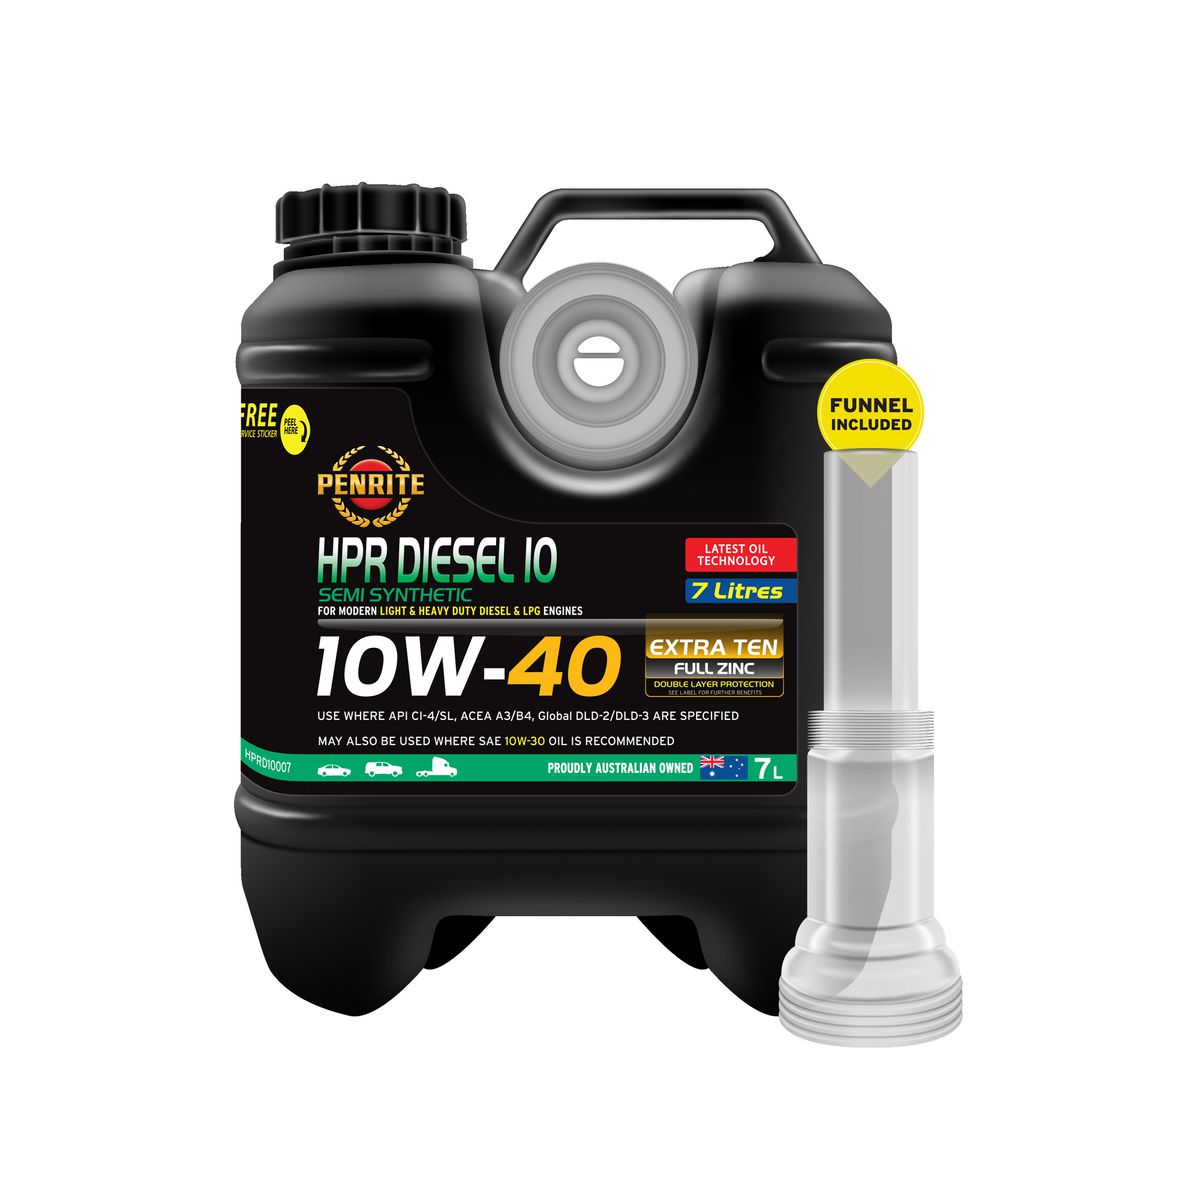 FREE
PEEL
HERE
SERVICE STICKER
PENRITE
HPR DIESEL 10
SEMI SYNTHETIC
FOR MODERN LIGHT & HEAVY DUTY DIESEL & LPG ENGINES
10W-40
USE WHERE API CI-4/SL, ACEA A3/B4, Global DLD-2/DLD-3 ARE SPECIFIED
MAY ALSO BE USED WHERE SAE 10W-30 OIL IS RECOMMENDED
LATEST OIL
TECHNOLOGY
7 Litres
EXTRA TEN
FULL ZINC
DOUBLE LAYER PROTECTION
SEE LABEL FOR FURTHER BENEFITS
HPRD10007
PROUDLY AUSTRALIAN OWNED
7L
FUNNEL
INCLUDED